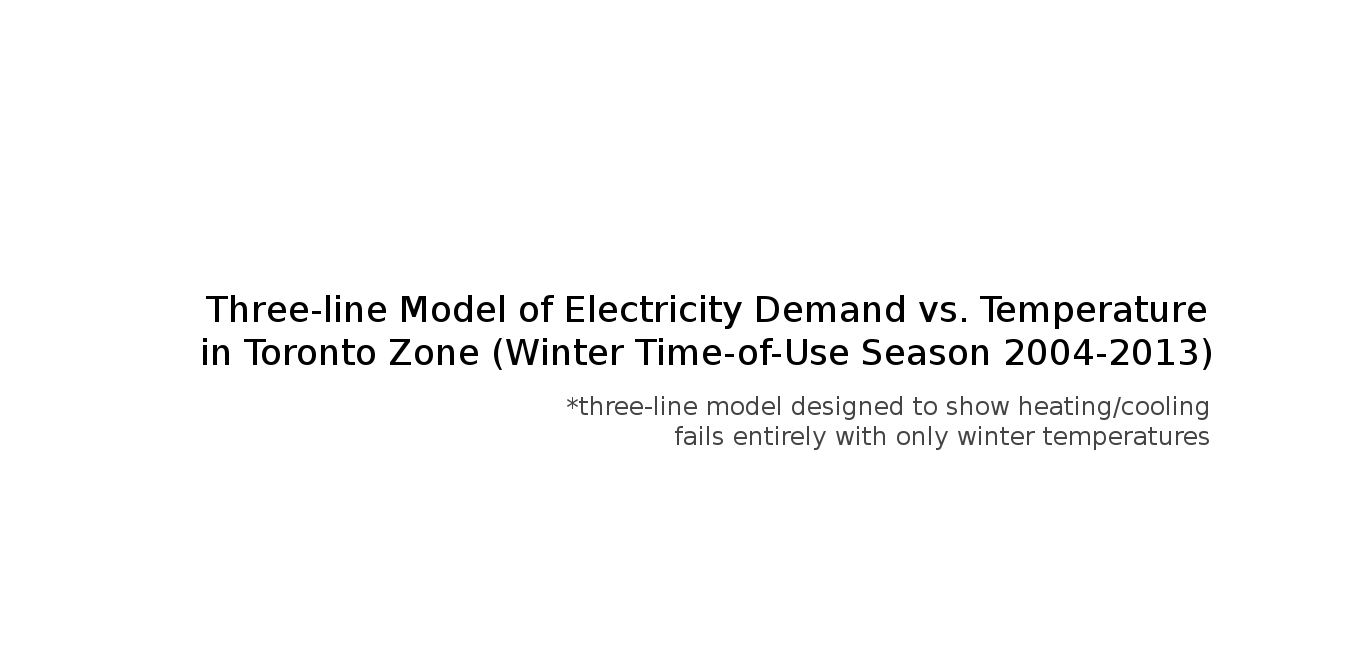 Three-line Model of Electricity Demand vs. Temperature
in Toronto Zone (Winter Time-of-Use Season 2004-2013)
*three-line model designed to show heating/cooling
fails entirely with only winter temperatures